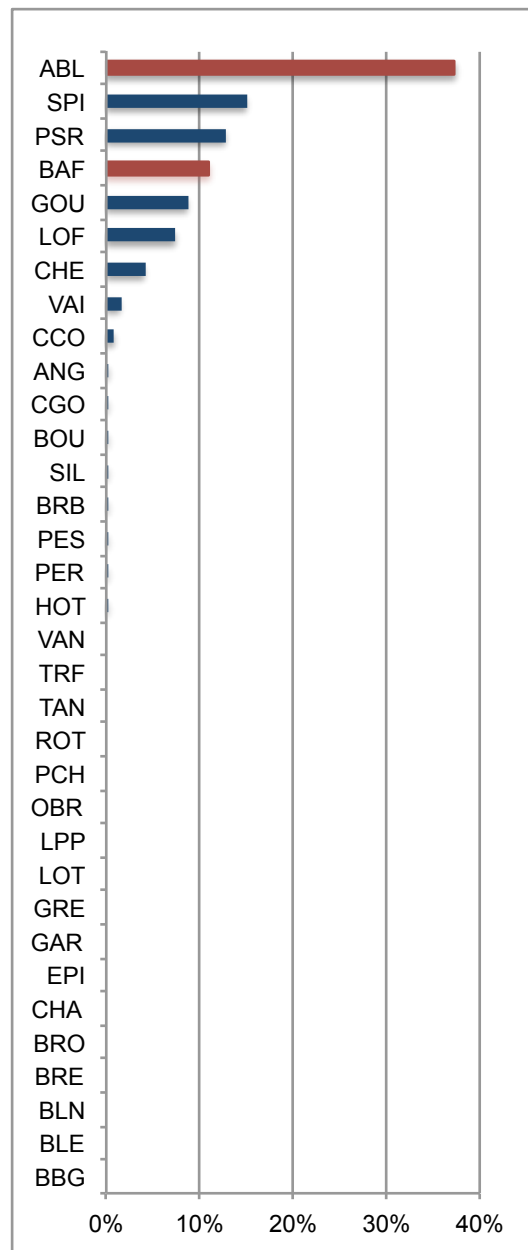 ABL
SPI
PSR
BAF
GOU
LOF
CHE
VAI
CCO
ANG
CGO
BOU
SIL
BRB
PES
PER
HOT
VAN
TRF
TAN
ROT
PCH
OBR
LPP
LOT
GRE
GAR
EPI
CHA
BRO
BRE
BLN
BLE
BBG
0% 10% 20% 30% 40%